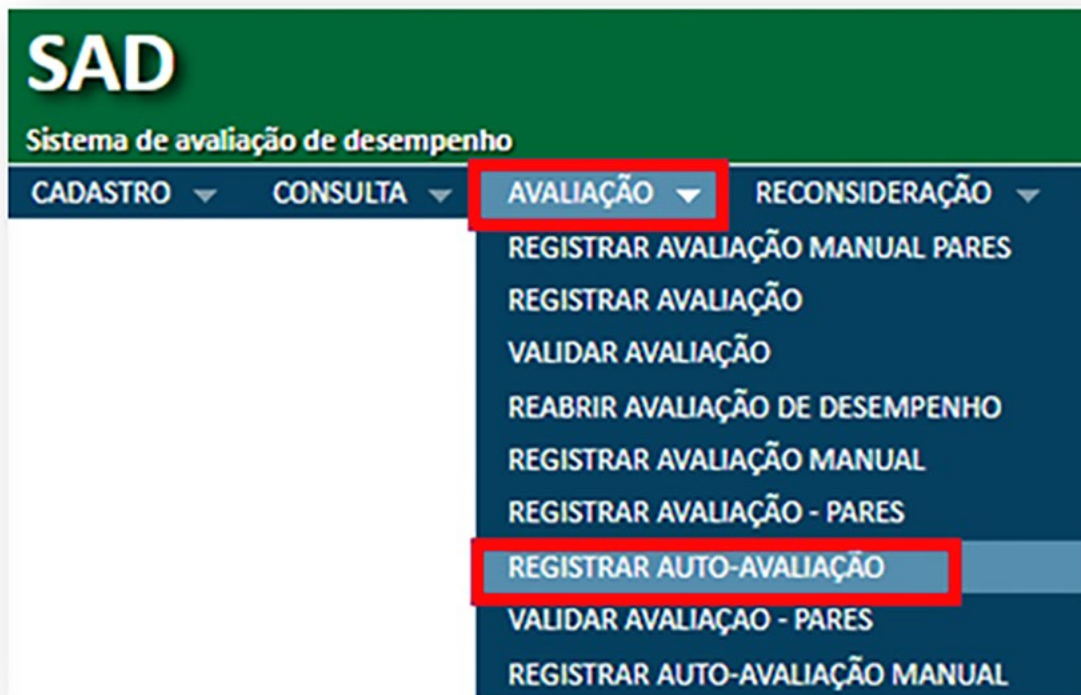 SAD
Sistema de avaliação de desempenho
CADASTRO CONSULTA AVALIAÇÃO RECONSIDERAÇÃO
REGISTRAR AVALIAÇÃO MANUAL PARES
REGISTRAR AVALIAÇÃO
VALIDAR AVALIAÇÃO
REABRIR AVALIAÇÃO DE DESEMPENHO
REGISTRAR AVALIAÇÃO MANUAL
REGISTRAR AVALIAÇÃO - PARES
REGISTRAR AUTO-AVALIAÇÃO
VALIDAR AVALIAÇAO - PARES
REGISTRAR AUTO-AVALIAÇÃO MANUAL